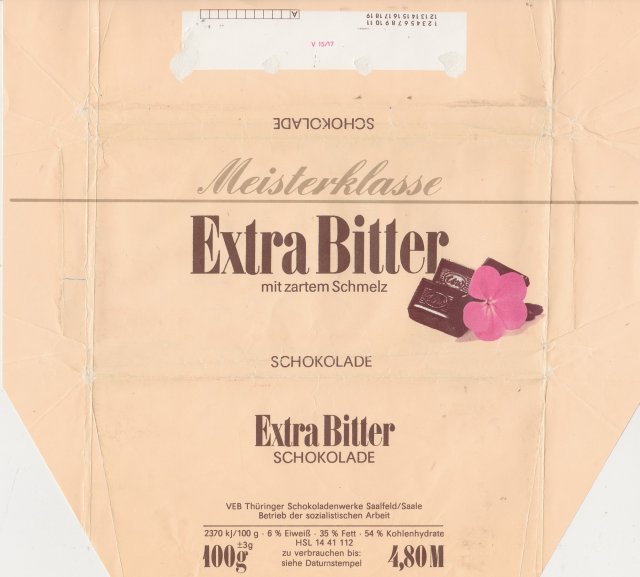 A
1 2 3 4 5 6 7 8 9 10 11
12 13 14 15 16 17 18 19
V 15/17
SCHOKOLADE
Meisterklasse
Extra Bitter
mit zartem Schmelz
SCHOKOLADE
Extra Bitter
SCHOKOLADE
VEB Thüringer Schokoladenwerke Saalfeld/Saale
Betrieb der sozialistischen Arbeit
2370 kJ/100 g · 6 % Eiweiß · 35 % Fett · 54 % Kohlenhydrate
HSL 14 41 112
100g ±3g
zu verbrauchen bis:
siehe Datumstempel
4,80 M